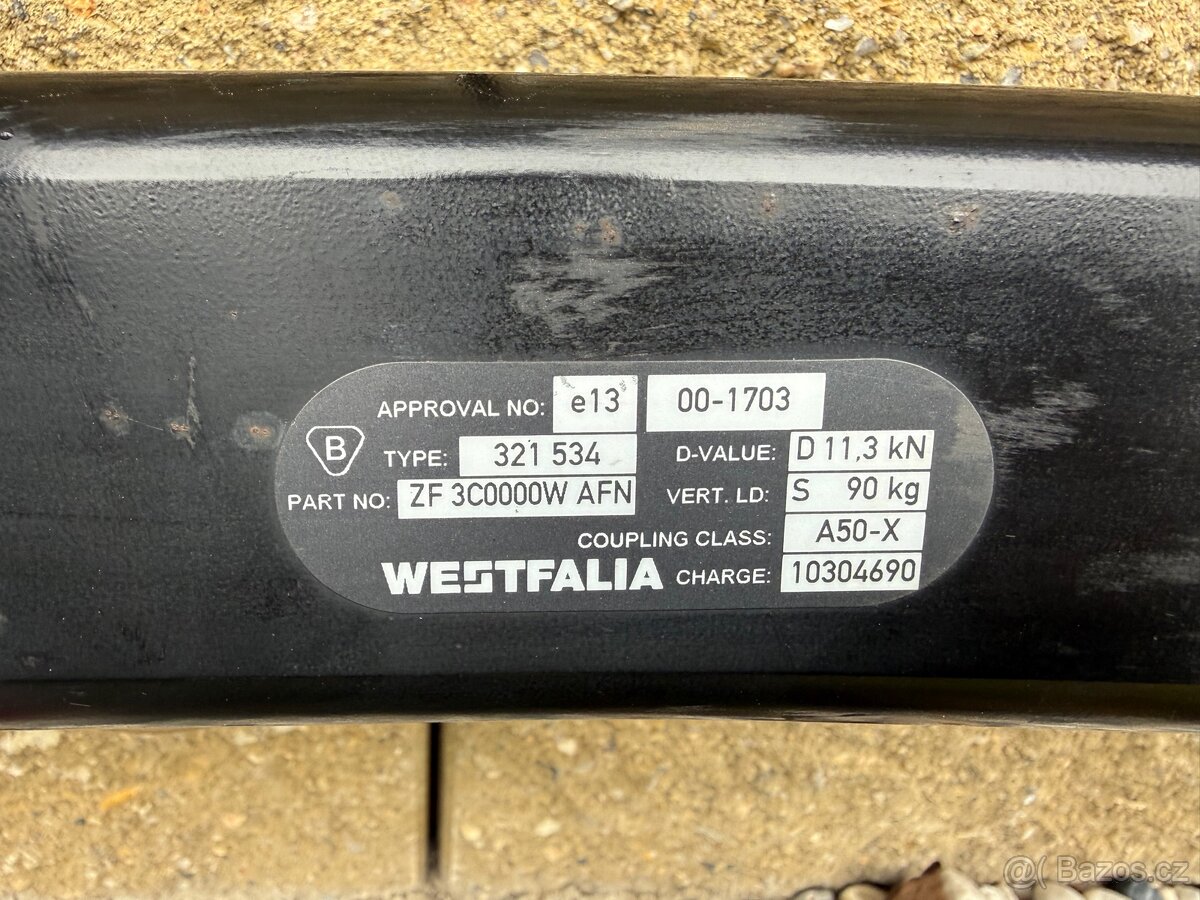 APPROVAL NO: e13 00-1703
B
TYPE: 321 534 D-VALUE: D 11,3 kN
PART NO: ZF 3C0000W AFN VERT. LD: S 90 kg
COUPLING CLASS: A50-X
WESTFALIA CHARGE: 10304690
@( Bazos.cz